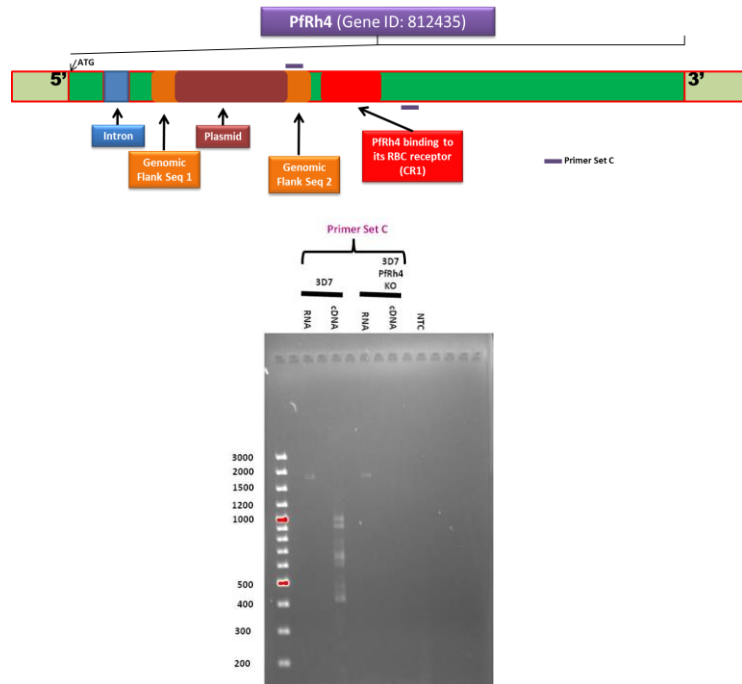 PfRh4 (Gene ID: 812435)
ATG
5’
3’
Intron
Plasmid
Genomic
Flank Seq 1
Genomic
Flank Seq 2
PfRh4 binding to
its RBC receptor
(CR1)
Primer Set C
Primer Set C
3D7
3D7
PfRh4
KO
RNA
cDNA
RNA
cDNA
NTC
3000
2000
1500
1200
1000
500
400
300
200